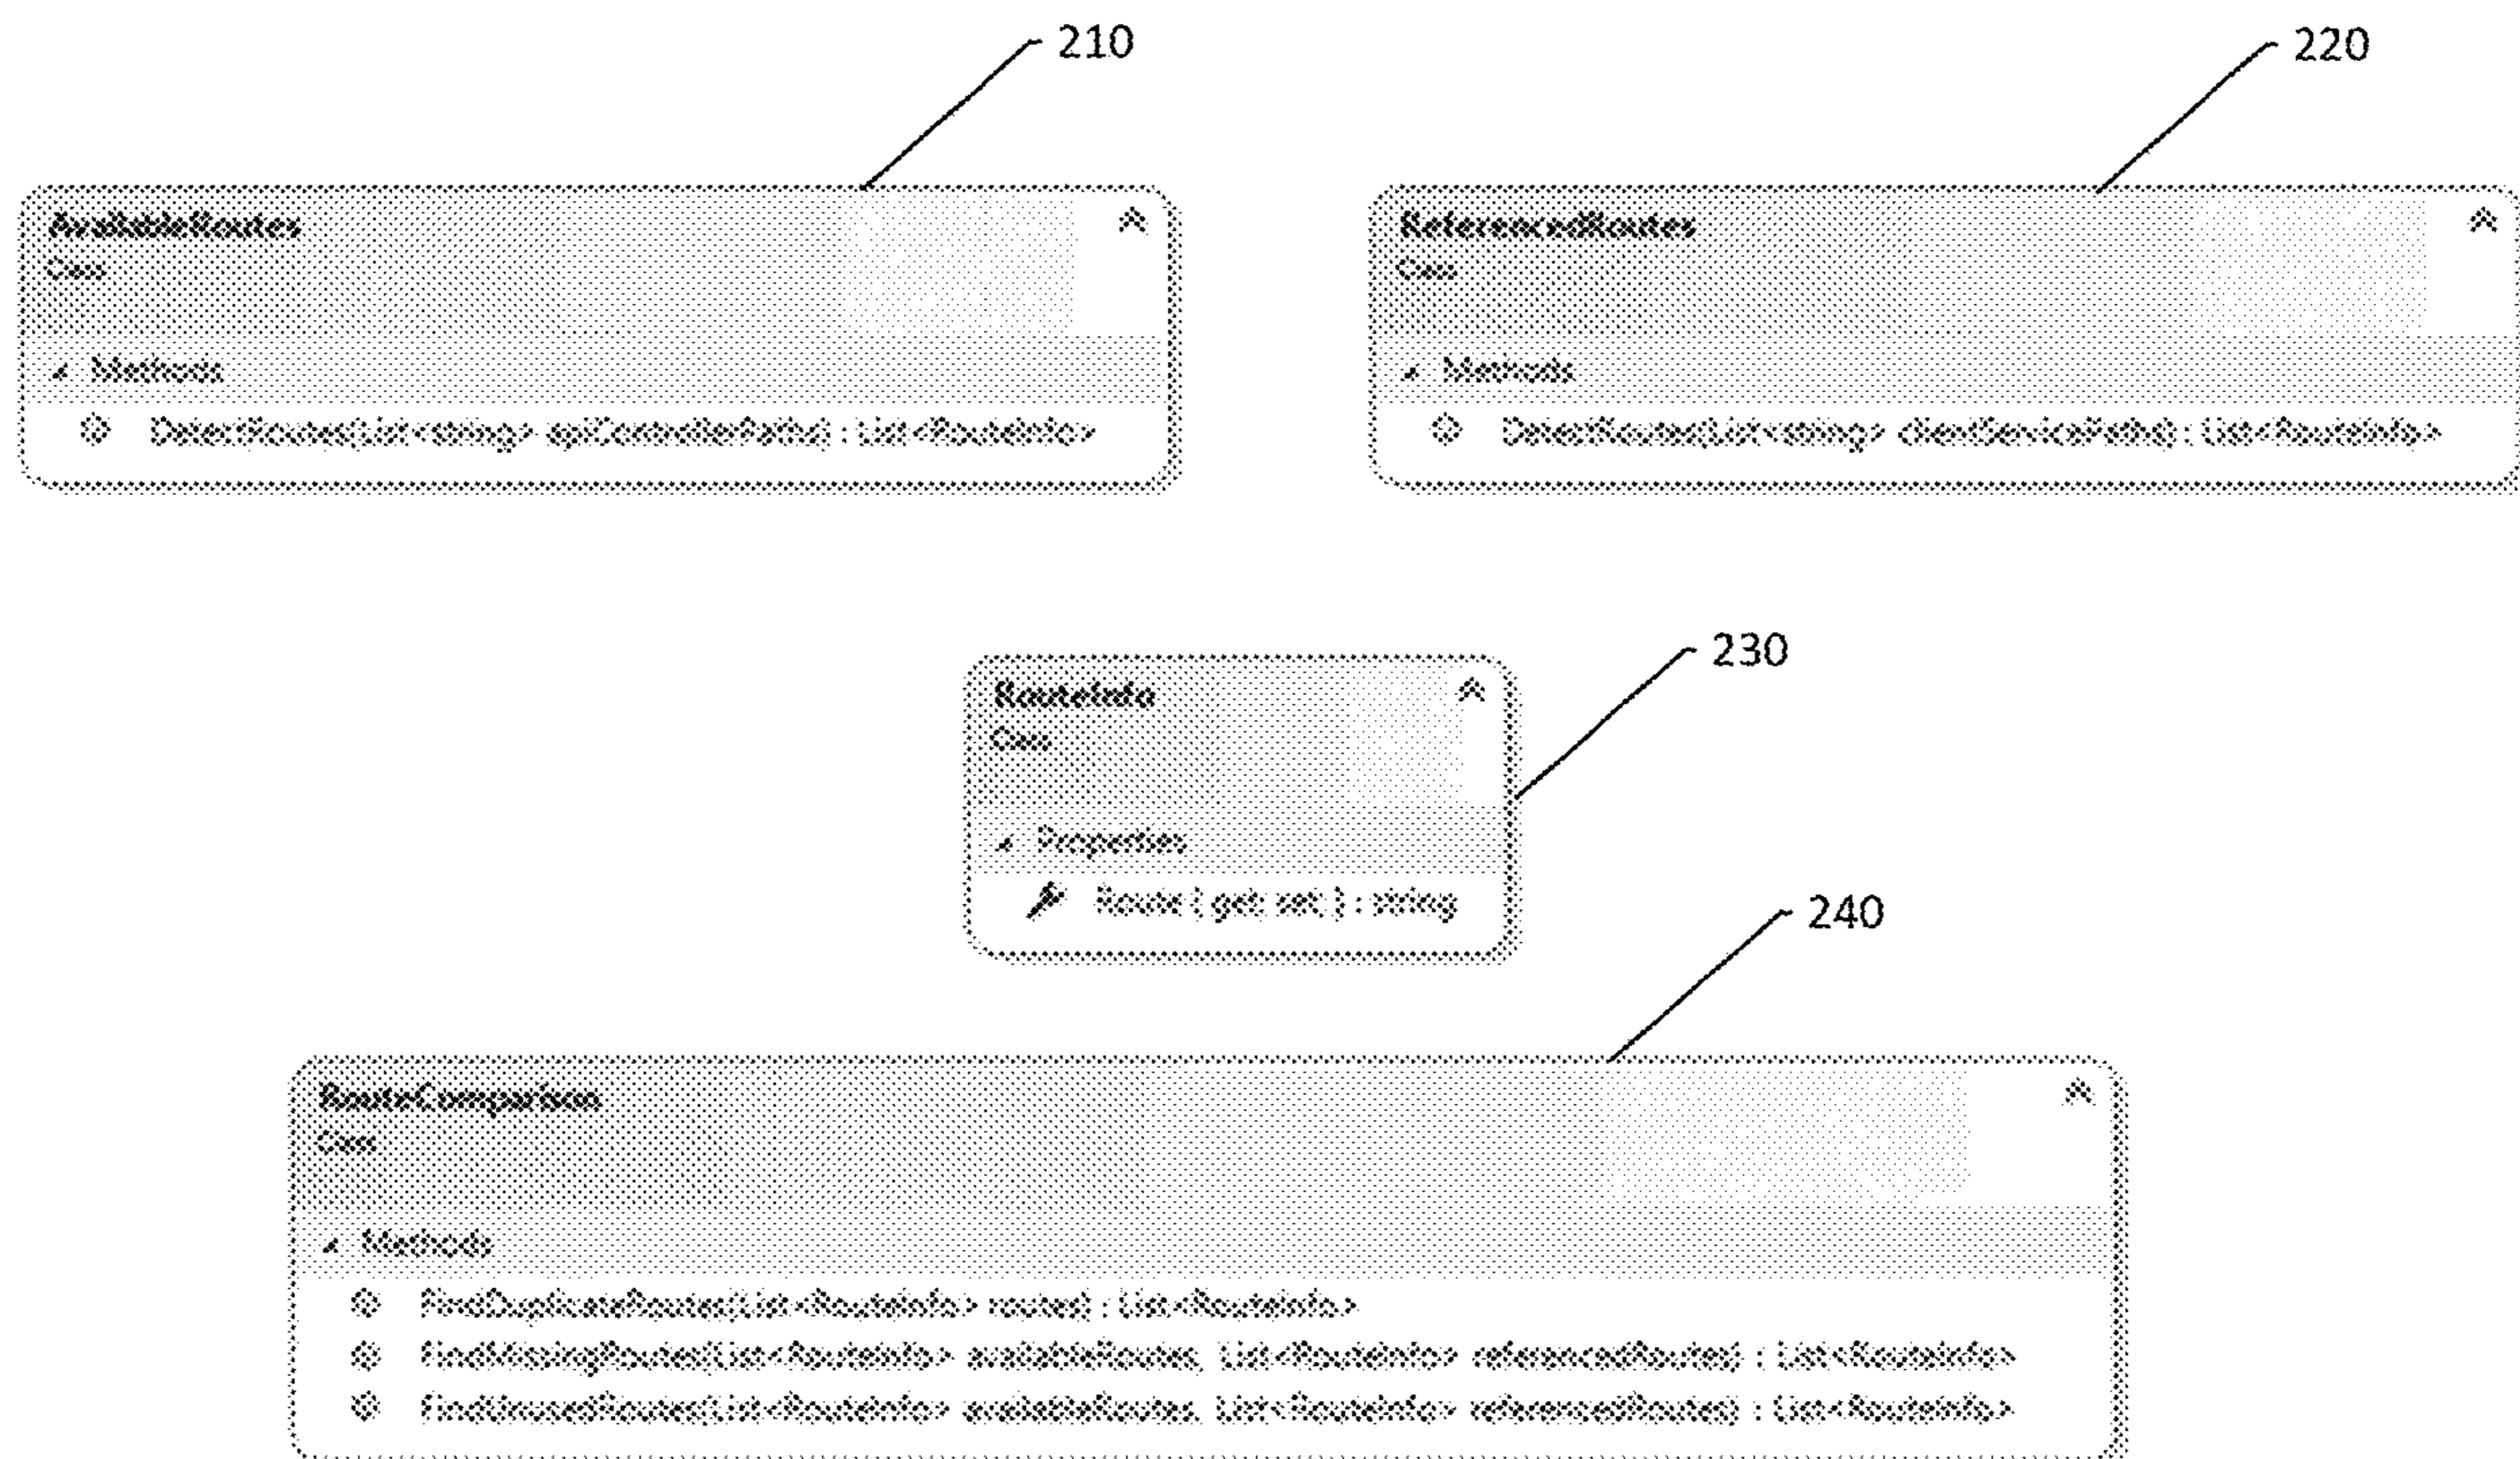 210
220
AvailableRoutes
Class
Methods
DetectRoutes(List<string> apiControllerPaths) : List<RouteInfo>
ReferencedRoutes
Class
Methods
DetectRoutes(List<string> clientServicePaths) : List<RouteInfo>
230
RouteInfo
Class
Properties
Route { get; set; } : string
240
RouteComparison
Class
Methods
FindDuplicateRoutes(List<RouteInfo> routes) : List<RouteInfo>
FindMissingRoutes(List<RouteInfo> availableRoutes, List<RouteInfo> referencedRoutes) : List<RouteInfo>
FindUnusedRoutes(List<RouteInfo> availableRoutes, List<RouteInfo> referencedRoutes) : List<RouteInfo>